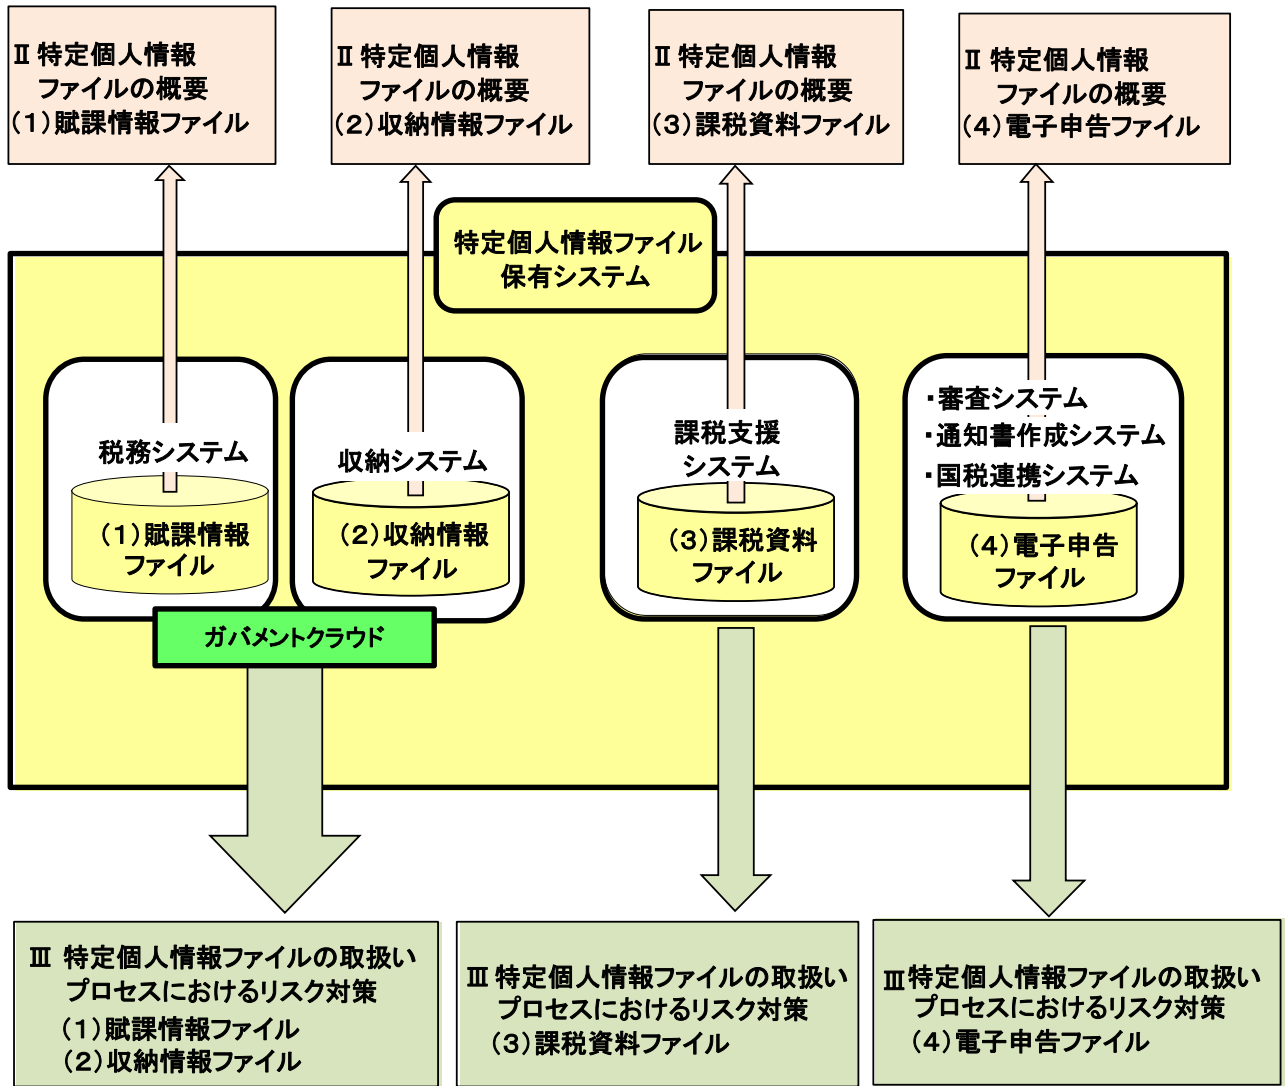 Ⅱ 特定個人情報
ファイルの概要
（１）賦課情報ファイル
Ⅱ 特定個人情報
ファイルの概要
（２）収納情報ファイル
Ⅱ 特定個人情報
ファイルの概要
（３）課税資料ファイル
Ⅱ 特定個人情報
ファイルの概要
（４）電子申告ファイル
特定個人情報ファイル
保有システム
税務システム
（１）賦課情報
ファイル
収納システム
（２）収納情報
ファイル
課税支援
システム
（３）課税資料
ファイル
・審査システム
・通知書作成システム
・国税連携システム
（４）電子申告
ファイル
ガバメントクラウド
Ⅲ 特定個人情報ファイルの取扱い
プロセスにおけるリスク対策
（１）賦課情報ファイル
（２）収納情報ファイル
Ⅲ 特定個人情報ファイルの取扱い
プロセスにおけるリスク対策
（３）課税資料ファイル
Ⅲ 特定個人情報ファイルの取扱い
プロセスにおけるリスク対策
（４）電子申告ファイル